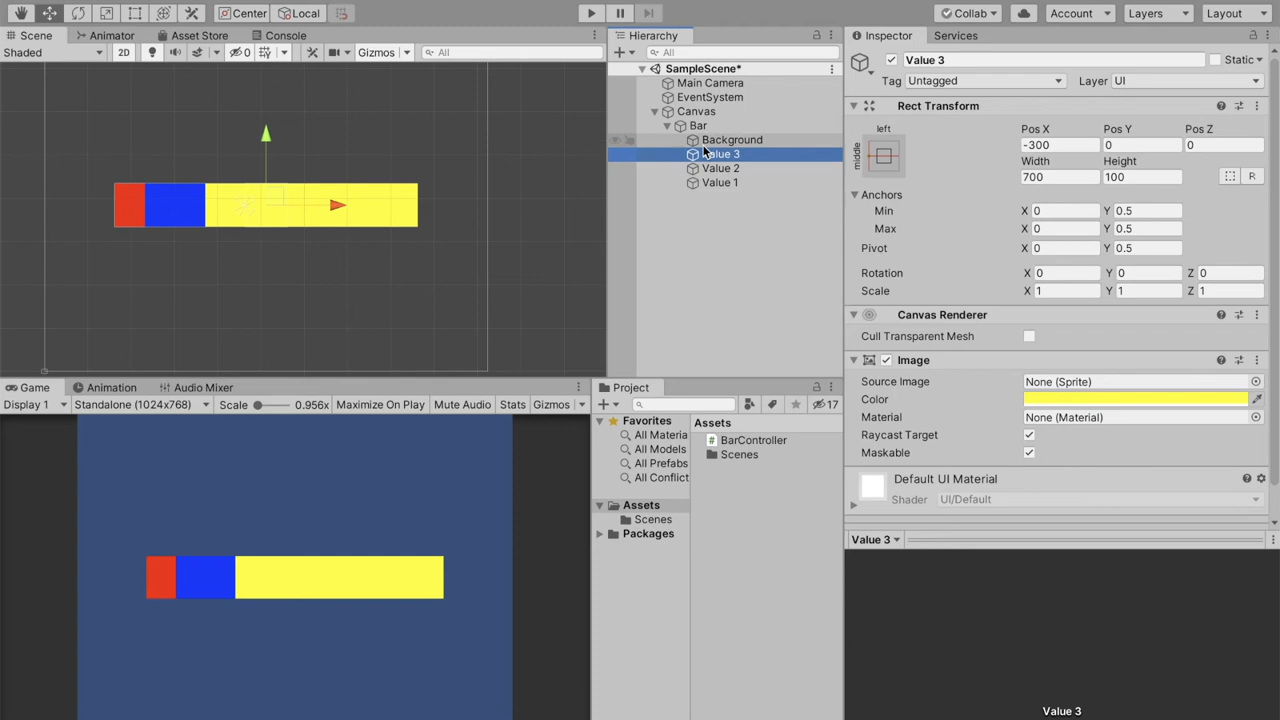 Center Local Collab Account Layers Layout
Scene Animator Asset Store Console
Shaded 2D 0 Gizmos All
Hierarchy
All
SampleScene*
Main Camera
EventSystem
Canvas
Bar
Background
Value 3
Value 2
Value 1
Inspector Services
Value 3 Static
Tag Untagged Layer UI
Rect Transform
left
middle
Pos X Pos Y Pos Z
-300 0 0
Width Height
700 100 R
Anchors
Min X 0 Y 0.5
Max X 0 Y 0.5
Pivot X 0 Y 0.5
Rotation X 0 Y 0 Z 0
Scale X 1 Y 1 Z 1
Canvas Renderer
Cull Transparent Mesh
Image
Source Image None (Sprite)
Color
Material None (Material)
Raycast Target
Maskable
Default UI Material
Shader UI/Default
Value 3
Value 3
Game Animation Audio Mixer
Display 1 Standalone (1024x768) Scale 0.956x Maximize On Play Mute Audio Stats Gizmos
Project
17
Favorites
All Materia
All Models
All Prefabs
All Conflict
Assets
Scenes
Packages
Assets
BarController
Scenes